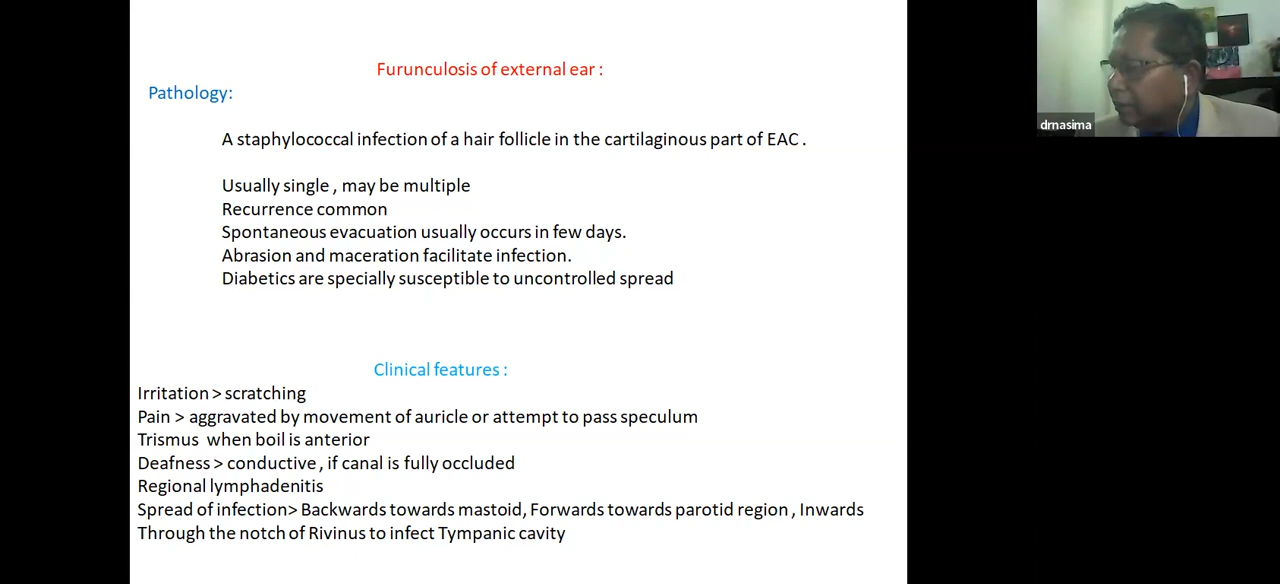 Furunculosis of external ear :
Pathology:
A staphylococcal infection of a hair follicle in the cartilaginous part of EAC .
Usually single , may be multiple
Recurrence common
Spontaneous evacuation usually occurs in few days.
Abrasion and maceration facilitate infection.
Diabetics are specially susceptible to uncontrolled spread
Clinical features :
Irritation > scratching
Pain > aggravated by movement of auricle or attempt to pass speculum
Trismus when boil is anterior
Deafness > conductive , if canal is fully occluded
Regional lymphadenitis
Spread of infection> Backwards towards mastoid, Forwards towards parotid region , Inwards
Through the notch of Rivinus to infect Tympanic cavity
drnasima